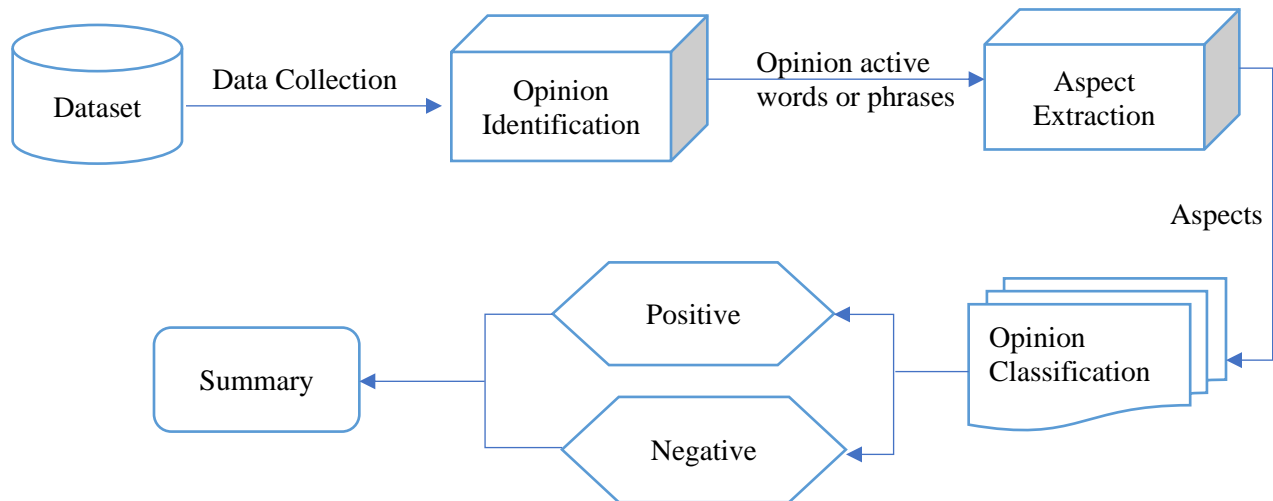 Dataset
Data Collection
Opinion
Identification
Opinion active
words or phrases
Aspect
Extraction
Aspects
Opinion
Classification
Positive
Negative
Summary